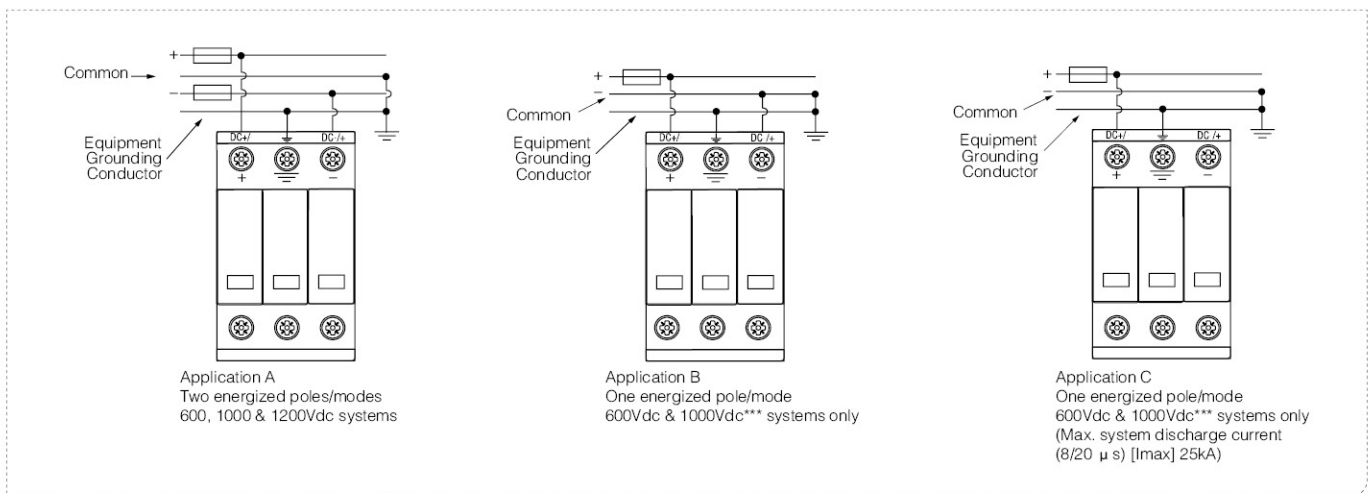 +
Common
−
Equipment
Grounding
Conductor
DC+/ DC /+
+ −
Application A
Two energized poles/modes
600, 1000 & 1200Vdc systems
+
−
Common
Equipment
Grounding
Conductor
DC+/ DC /+
+ −
Application B
One energized pole/mode
600Vdc & 1000Vdc*** systems only
+
−
Common
Equipment
Grounding
Conductor
DC+/ DC /+
+ −
Application C
One energized pole/mode
600Vdc & 1000Vdc*** systems only
(Max. system discharge current
(8/20 μ s) [Imax] 25kA)